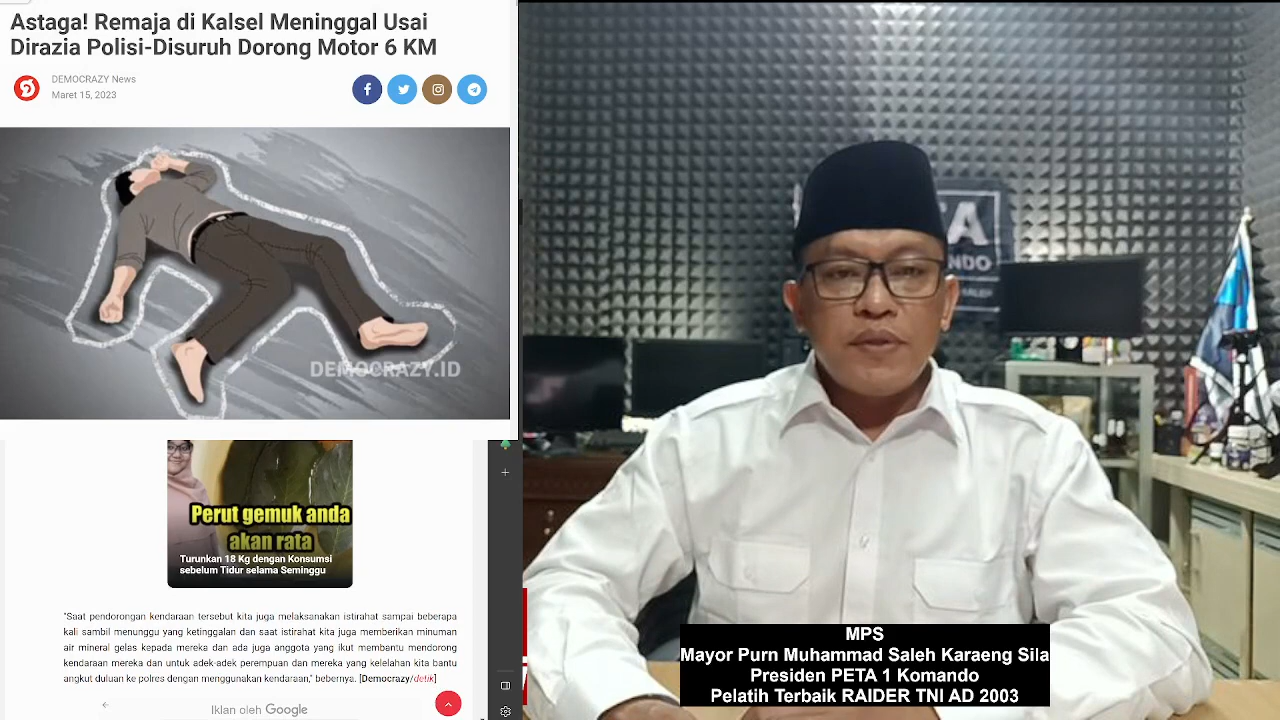 Astaga! Remaja di Kalsel Meninggal Usai
Dirazia Polisi-Disuruh Dorong Motor 6 KM
DEMOCRAZY News
Maret 15, 2023
DEMOCRAZY.ID
Perut gemuk anda
akan rata
Turunkan 18 Kg dengan Konsumsi
sebelum Tidur selama Seminggu
"Saat pendorongan kendaraan tersebut kita juga melaksanakan istirahat sampai beberapa
kali sambil menunggu yang ketinggalan dan saat istirahat kita juga memberikan minuman
air mineral gelas untuk mereka dan ada juga anggota yang ikut membantu mendorong
kendaraan mereka dan untuk adek-adek perempuan dan mereka yang kelelahan kita bantu
angkut duluan ke Polsek dengan menggunakan kendaraan," bebernya. [Democrazy/detik]
Iklan oleh Google
A
NDO
MPS
Mayor Purn Muhammad Saleh Karaeng Sila
Presiden PETA 1 Komando
Pelatih Terbaik RAIDER TNI AD 2003